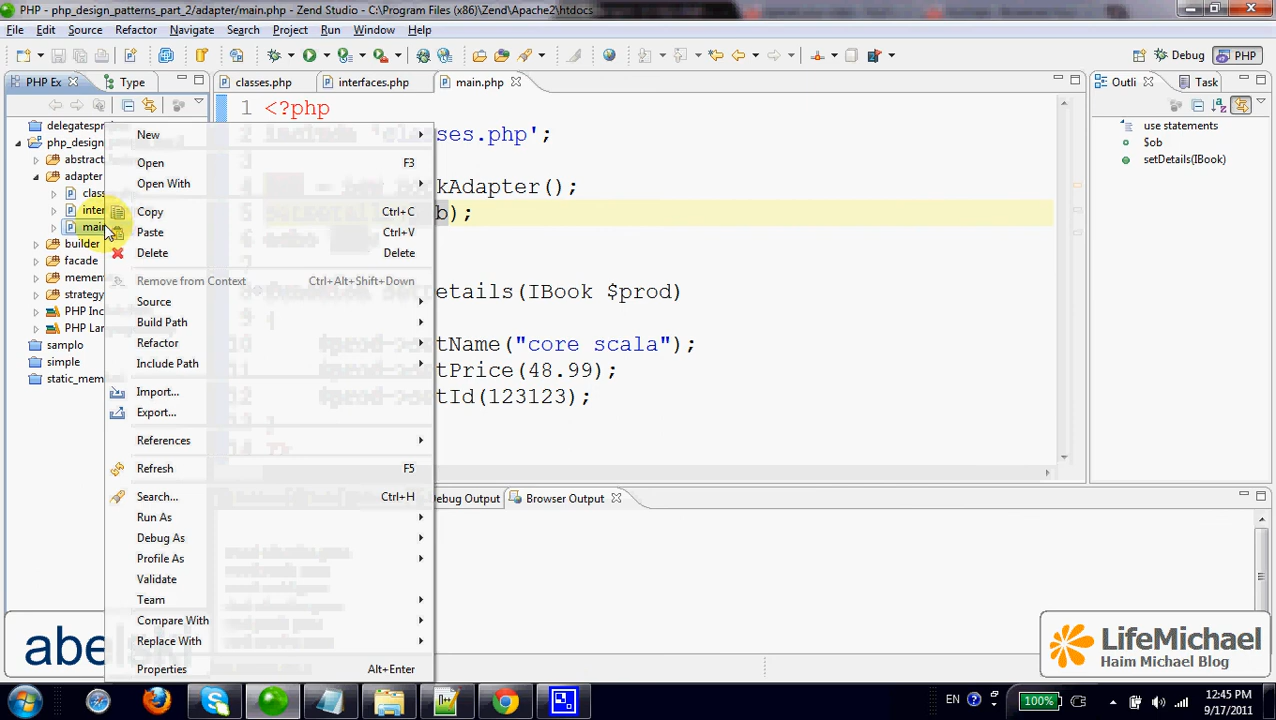 PHP - php_design_patterns_part_2/adapter/main.php - Zend Studio - C:\Program Files (x86)\Zend\Apache2\htdocs
File Edit Source Refactor Navigate Search Project Run Window Help
Debug PHP
PHP Ex Type
classes.php interfaces.php main.php
Outli Task
delegatespr
php_design
abstract
adapter
class
inter
main
builder
facade
memen
strategy
PHP Inc
PHP Lar
samplo
simple
static_mem
New
Open F3
Open With
Copy Ctrl+C
Paste Ctrl+V
Delete Delete
Remove from Context Ctrl+Alt+Shift+Down
Source
Build Path
Refactor
Include Path
Import...
Export...
References
Refresh F5
Search... Ctrl+H
Run As
Debug As
Profile As
Validate
Team
Compare With
Replace With
Properties Alt+Enter
1 <?php
sses.php';
kAdapter();
b);
etails(IBook $prod)
tName("core scala");
tPrice(48.99);
tId(123123);
use statements
$ob
setDetails(IBook)
Debug Output Browser Output
abel
LifeMichael
Haim Michael Blog
EN 100% 12:45 PM
9/17/2011